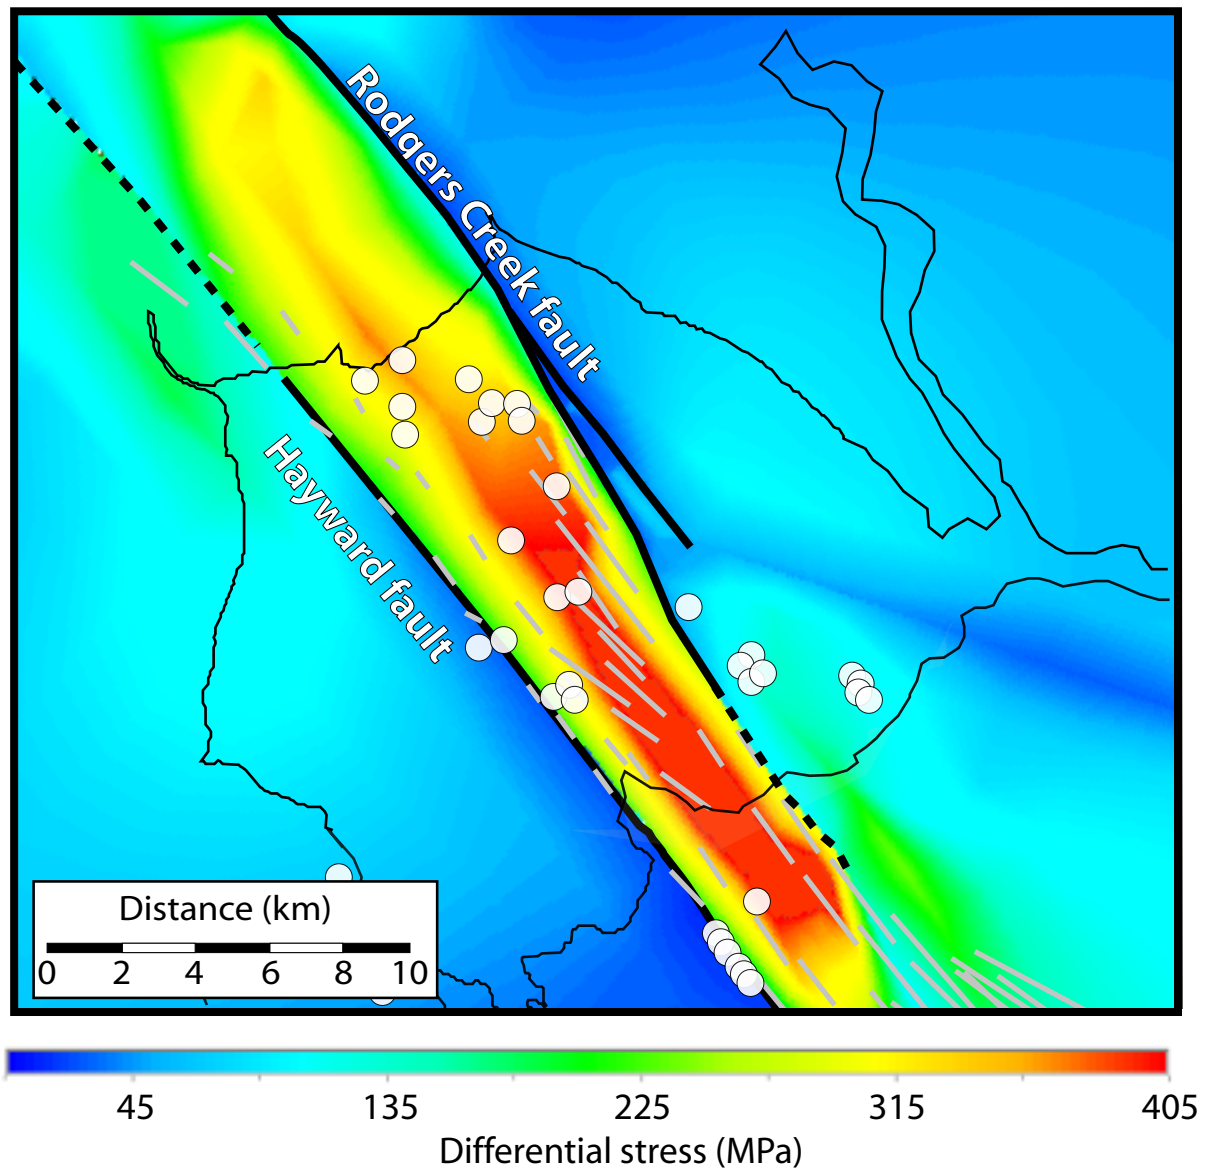 Rodgers Creek fault
Hayward fault
Distance (km)
0 2 4 6 8 10
45 135 225 315 405
Differential stress (MPa)